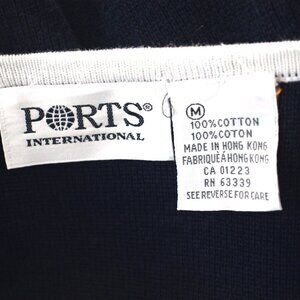 PORTS®
INTERNATIONAL
M
100% COTTON
100% COTON
MADE IN HONG KONG
FABRIQUÉ À HONG KONG
CA 01223
RN 63339
SEE REVERSE FOR CARE